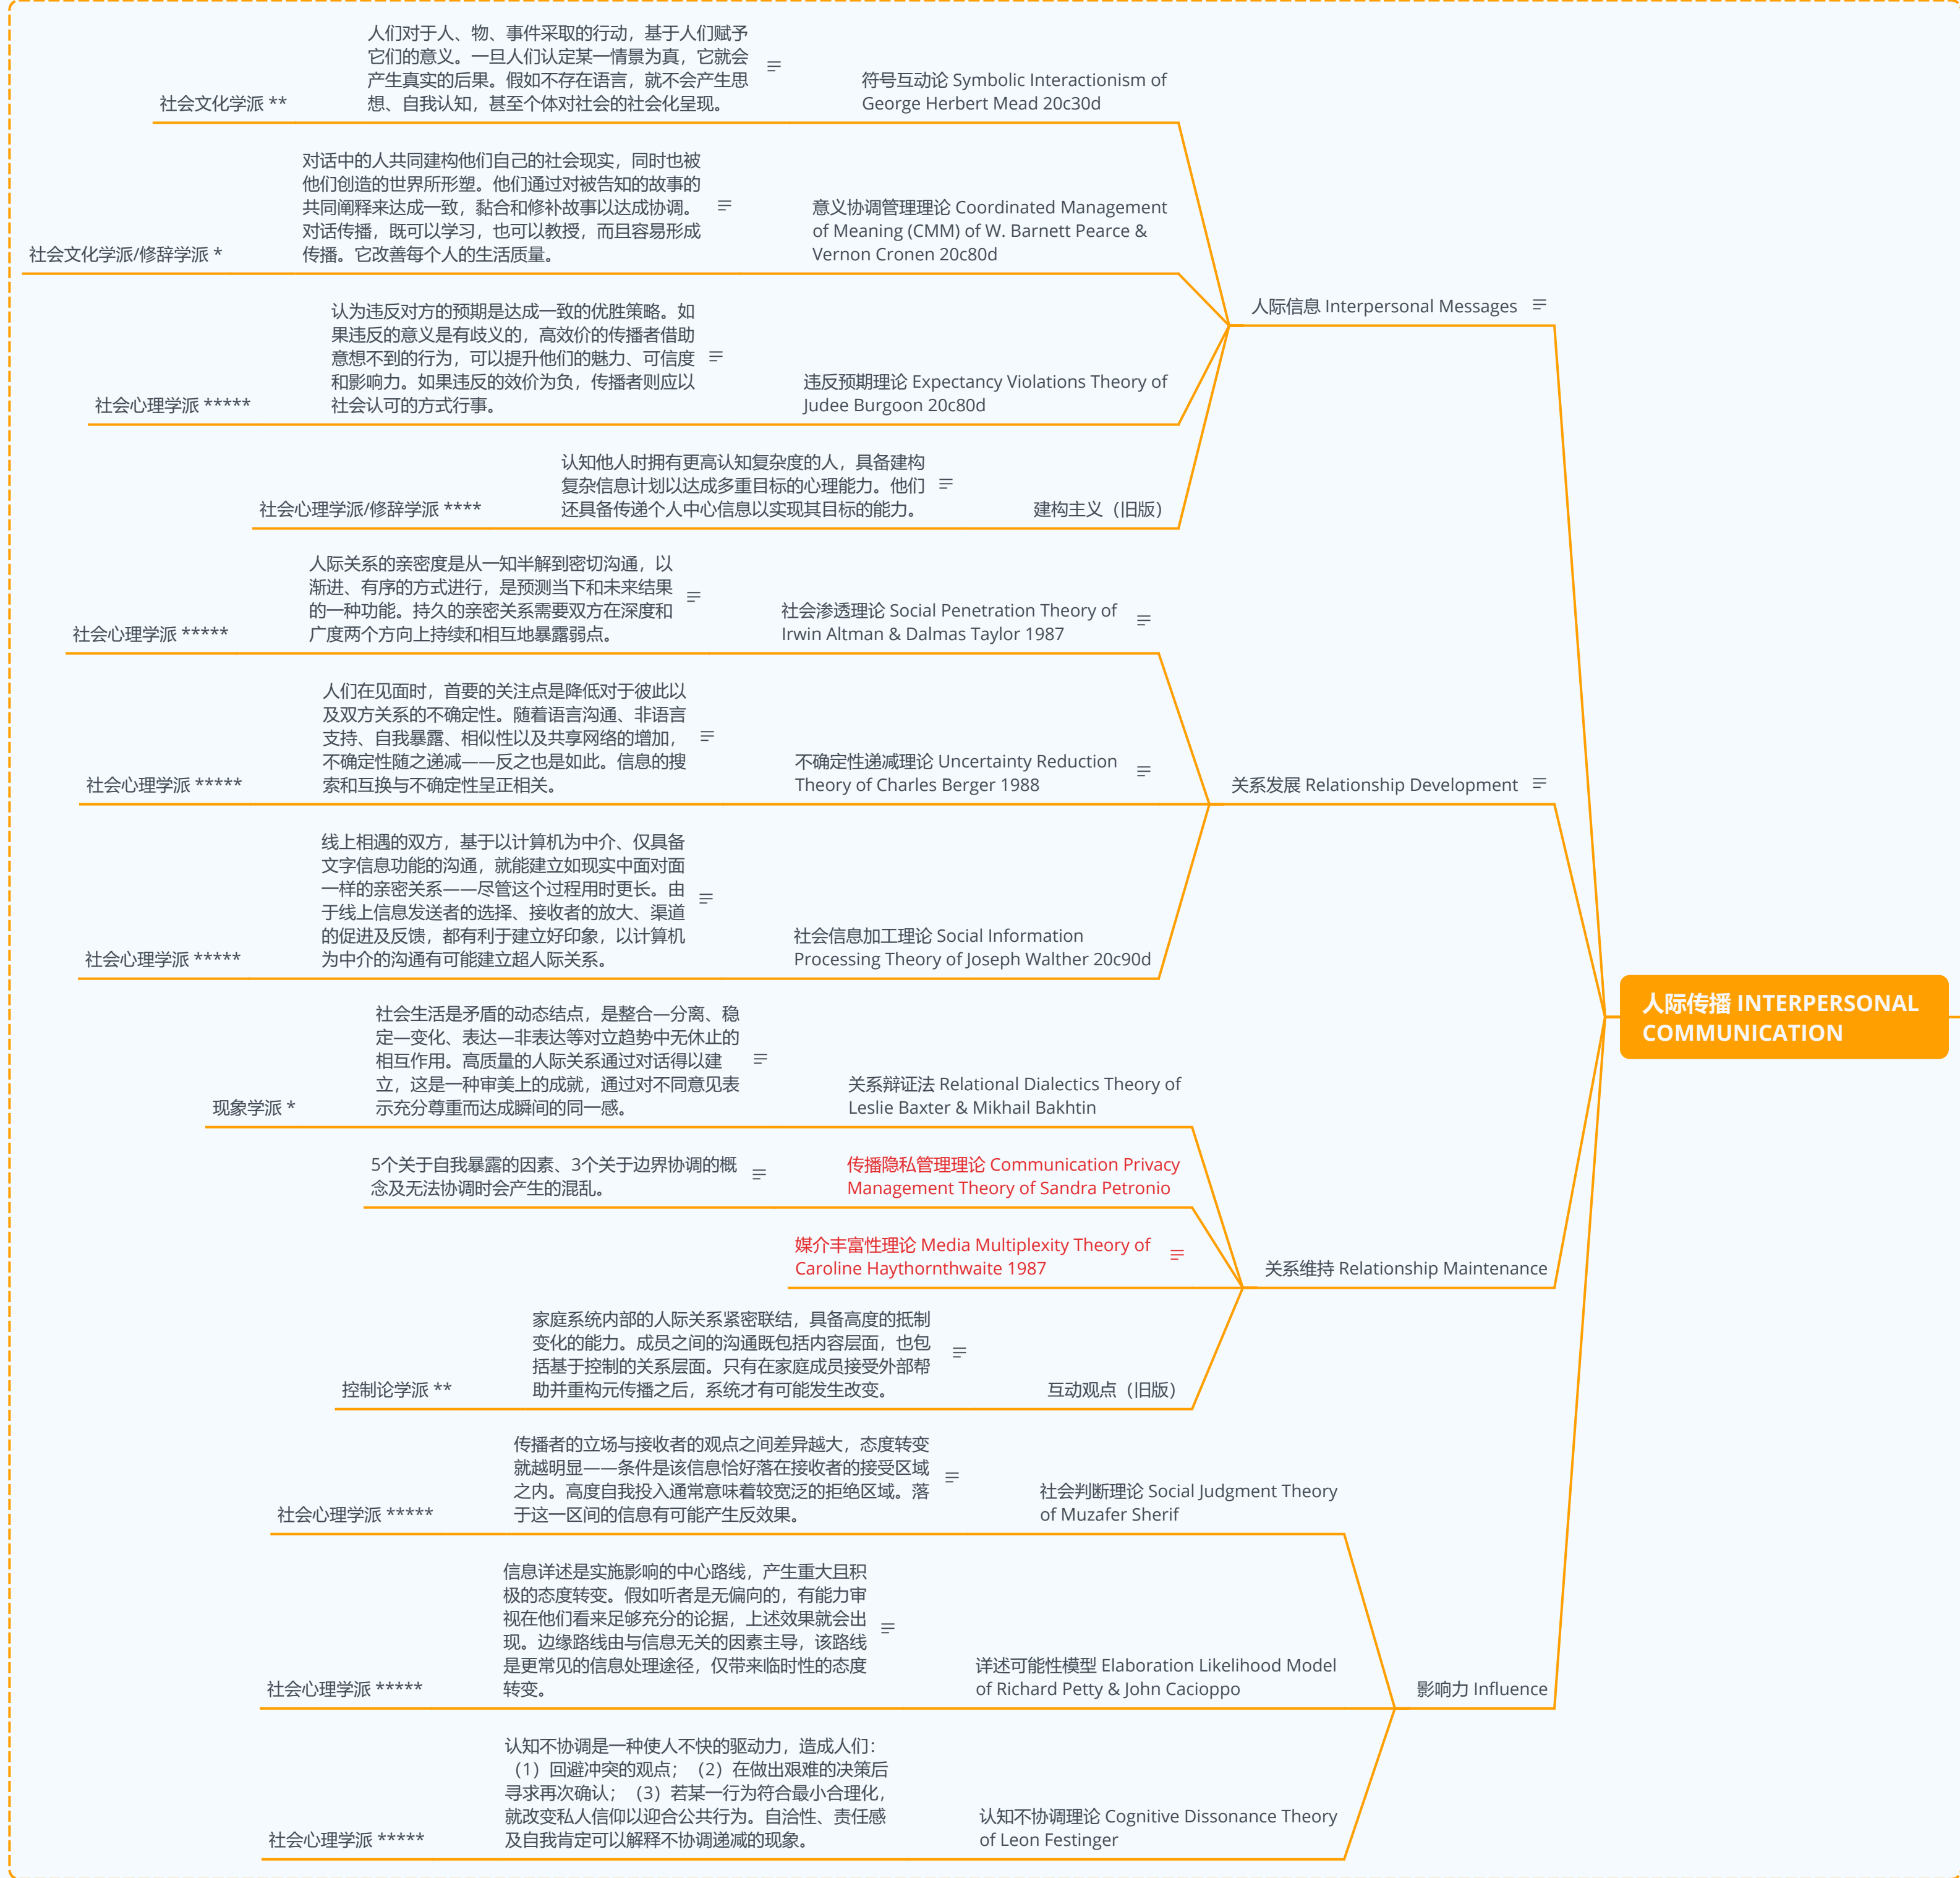 人们对于人、物、事件采取的行动，基于人们赋予
它们的意义。一旦人们认定某一情景为真，它就会
产生真实的后果。假如不存在语言，就不会产生思
想、自我认知，甚至个体对社会的社会化呈现。
社会文化学派 **
符号互动论 Symbolic Interactionism of
George Herbert Mead 20c30d
对话中的人共同建构他们自己的社会现实，同时也被
他们创造的世界所形塑。他们通过对被告知的故事的
共同阐释来达成一致，黏合和修补故事以达成协调。
对话传播，既可以学习，也可以教授，而且容易形成
传播。它改善每个人的生活质量。
社会文化学派/修辞学派 *
意义协调管理理论 Coordinated Management
of Meaning (CMM) of W. Barnett Pearce &
Vernon Cronen 20c80d
认为违反对方的预期是达成一致的优胜策略。如
果违反的意义是有歧义的，高效价的传播者借助
意想不到的行为，可以提升他们的魅力、可信度
和影响力。如果违反的效价为负，传播者则应以
社会认可的方式行事。
社会心理学派 *****
违反预期理论 Expectancy Violations Theory of
Judee Burgoon 20c80d
认知他人时拥有更高认知复杂度的人，具备建构
复杂信息计划以达成多重目标的心理能力。他们
还具备传递个人中心信息以实现其目标的能力。
社会心理学派/修辞学派 ****
建构主义（旧版）
人际信息 Interpersonal Messages
人际关系的亲密度是从一知半解到密切沟通，以
渐进、有序的方式进行，是预测当下和未来结果
的一种功能。持久的亲密关系需要双方在深度和
广度两个方向上持续和相互地暴露弱点。
社会心理学派 *****
社会渗透理论 Social Penetration Theory of
Irwin Altman & Dalmas Taylor 1987
人们在见面时，首要的关注点是降低对于彼此以
及双方关系的不确定性。随着语言沟通、非语言
支持、自我暴露、相似性以及共享网络的增加，
不确定性随之递减——反之也是如此。信息的搜
索和互换与不确定性呈正相关。
社会心理学派 *****
不确定性递减理论 Uncertainty Reduction
Theory of Charles Berger 1988
线上相遇的双方，基于以计算机为中介、仅具备
文字信息功能的沟通，就能建立如现实中面对面
一样的亲密关系——尽管这个过程用时更长。由
于线上信息发送者的选择、接收者的放大、渠道
的促进及反馈，都有利于建立好印象，以计算机
为中介的沟通有可能建立超人际关系。
社会心理学派 *****
社会信息加工理论 Social Information
Processing Theory of Joseph Walther 20c90d
关系发展 Relationship Development
社会生活是矛盾的动态结点，是整合—分离、稳
定—变化、表达—非表达等对立趋势中无休止的
相互作用。高质量的人际关系通过对话得以建
立，这是一种审美上的成就，通过对不同意见表
示充分尊重而达成瞬间的同一感。
现象学派 *
关系辩证法 Relational Dialectics Theory of
Leslie Baxter & Mikhail Bakhtin
5个关于自我暴露的因素、3个关于边界协调的概
念及无法协调时会产生的混乱。
传播隐私管理理论 Communication Privacy
Management Theory of Sandra Petronio
媒介丰富性理论 Media Multiplexity Theory of
Caroline Haythornthwaite 1987
家庭系统内部的人际关系紧密联结，具备高度的抵制
变化的能力。成员之间的沟通既包括内容层面，也包
括基于控制的关系层面。只有在家庭成员接受外部帮
助并重构元传播之后，系统才有可能发生改变。
控制论学派 **
互动观点（旧版）
关系维持 Relationship Maintenance
传播者的立场与接收者的观点之间差异越大，态度转变
就越明显——条件是该信息恰好落在接收者的接受区域
之内。高度自我投入通常意味着较宽泛的拒绝区域。落
于这一区间的信息有可能产生反效果。
社会心理学派 *****
社会判断理论 Social Judgment Theory
of Muzafer Sherif
信息详述是实施影响的中心路线，产生重大且积
极的态度转变。假如听者是无偏向的，有能力审
视在他们看来足够充分的论据，上述效果就会出
现。边缘路线由与信息无关的因素主导，该路线
是更常见的信息处理途径，仅带来临时性的态度
转变。
社会心理学派 *****
详述可能性模型 Elaboration Likelihood Model
of Richard Petty & John Cacioppo
认知不协调是一种使人不快的驱动力，造成人们：
（1）回避冲突的观点；（2）在做出艰难的决策后
寻求再次确认；（3）若某一行为符合最小合理化，
就改变私人信仰以迎合公共行为。自洽性、责任感
及自我肯定可以解释不协调递减的现象。
社会心理学派 *****
认知不协调理论 Cognitive Dissonance Theory
of Leon Festinger
影响力 Influence
人际传播 INTERPERSONAL
COMMUNICATION